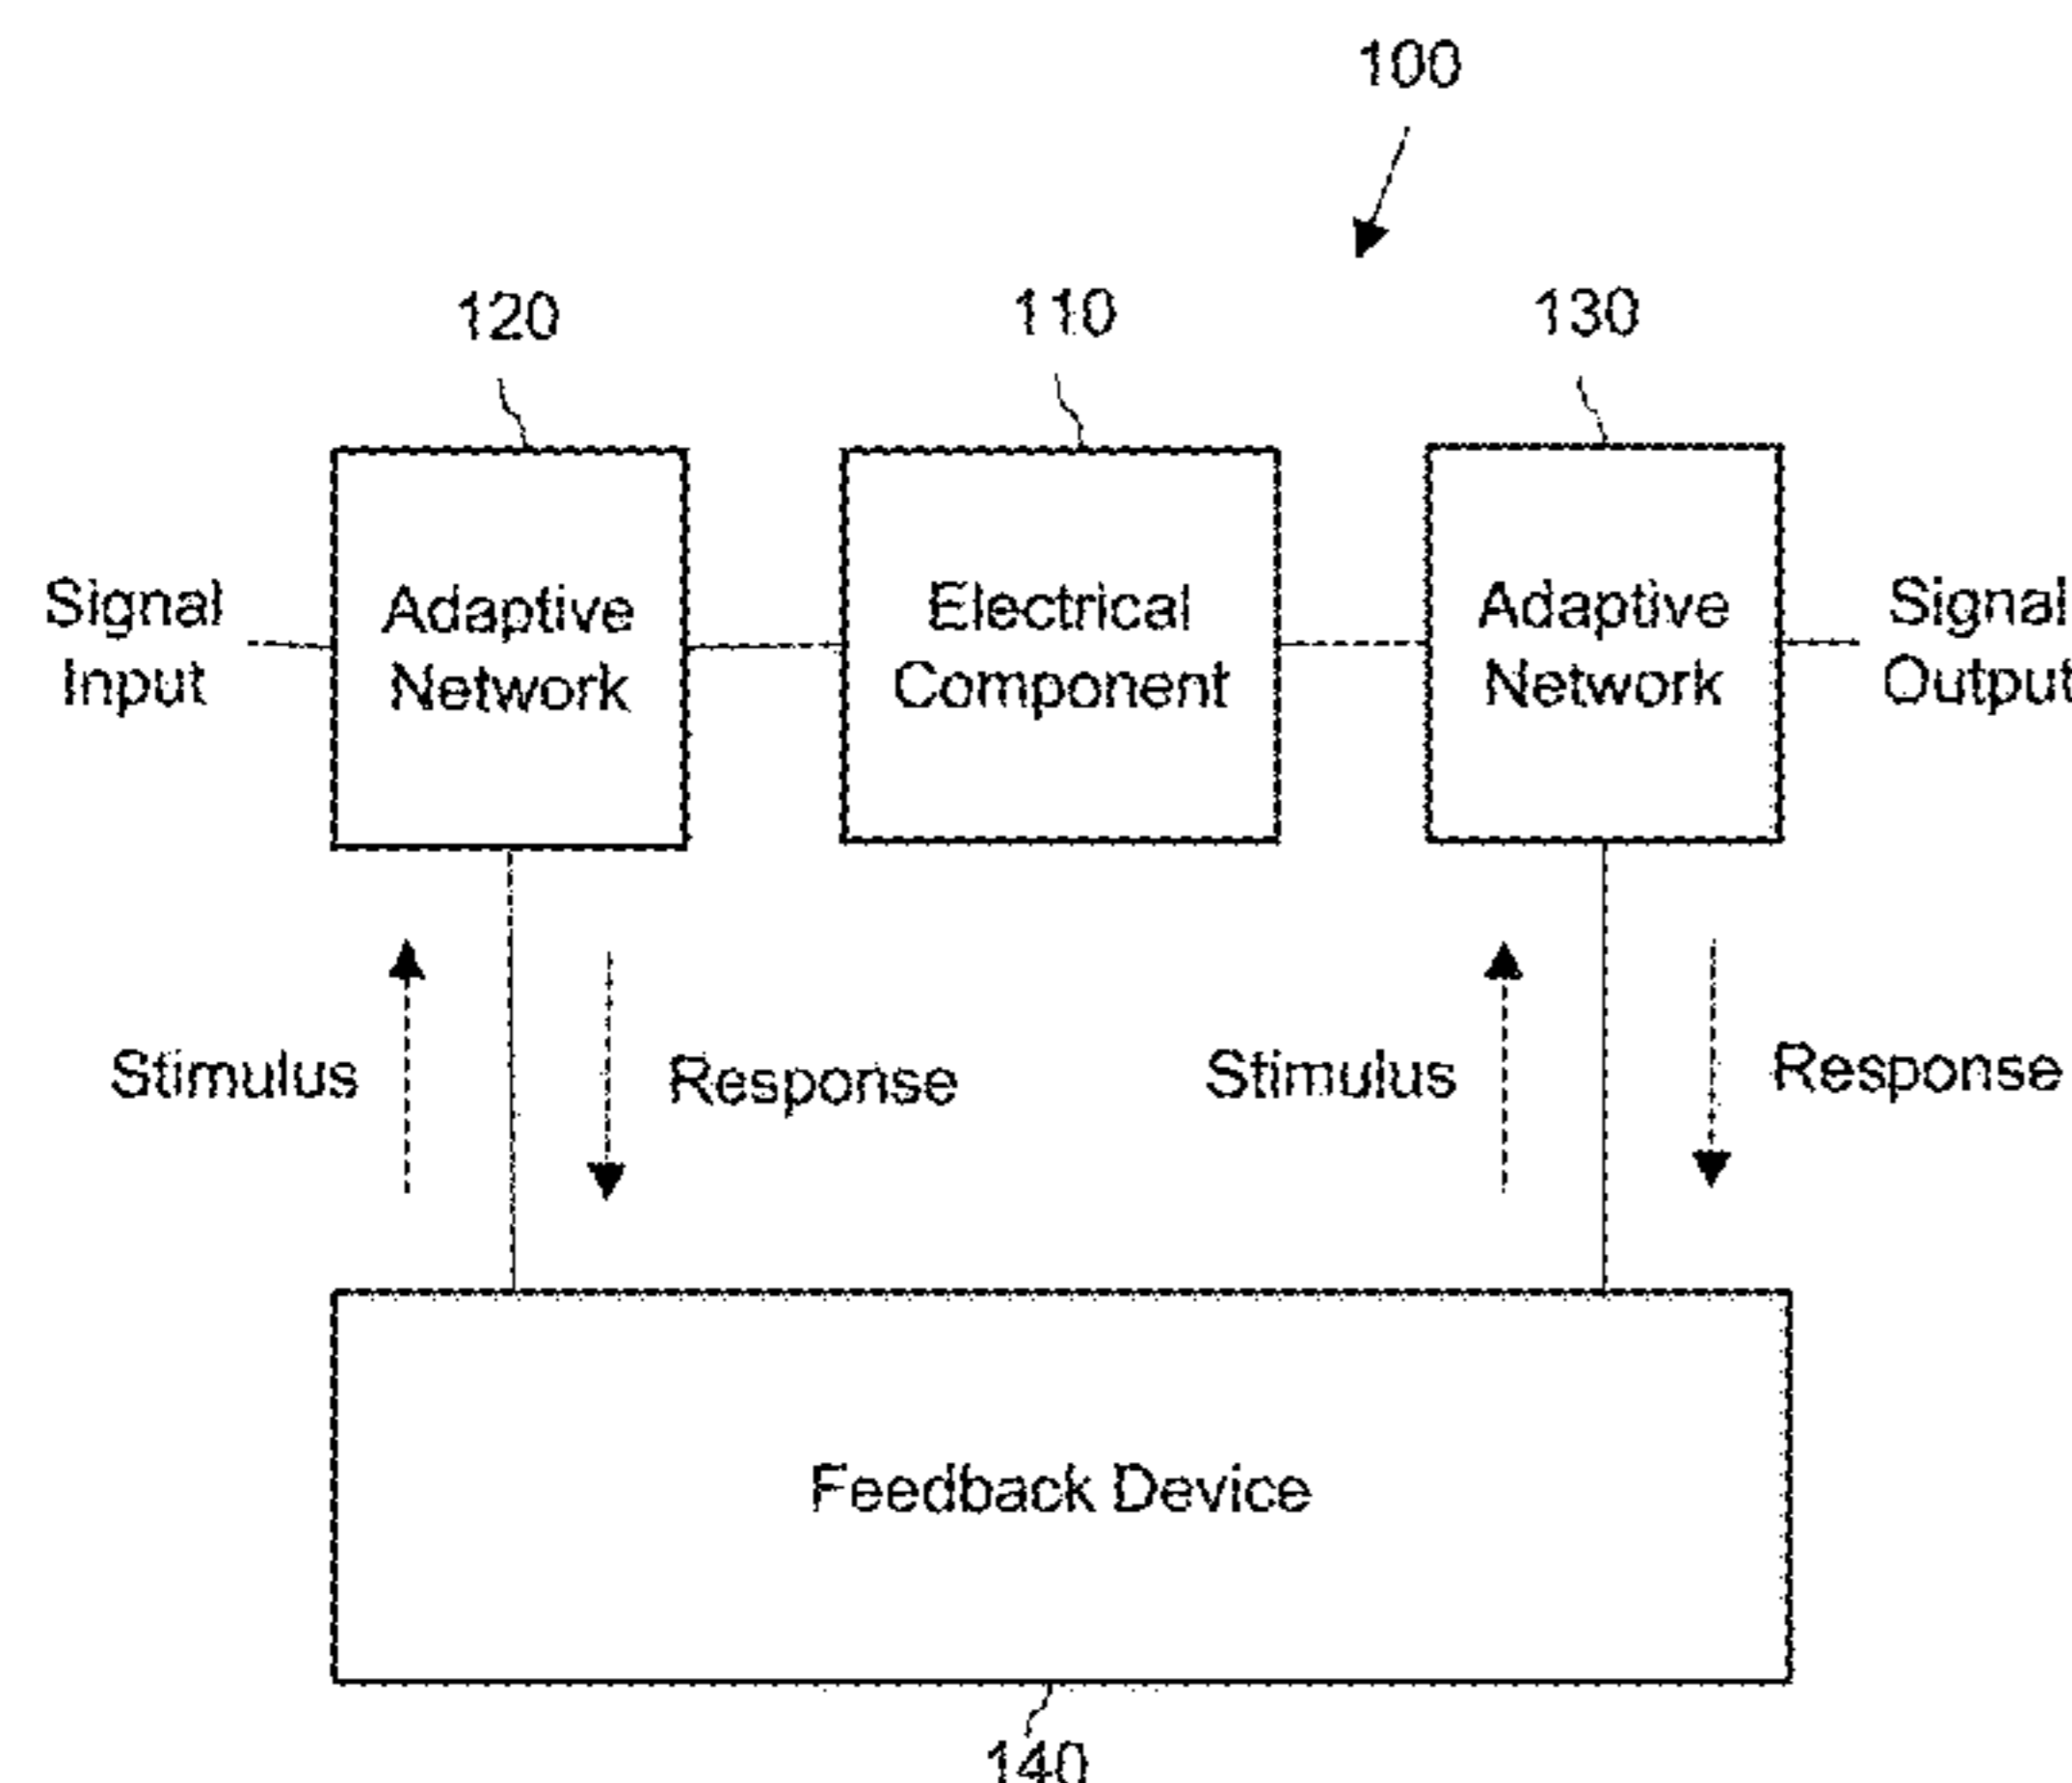 100
120
110
130
Signal
Input
Adaptive
Network
Electrical
Component
Adaptive
Network
Signal
Output
Stimulus
Response
Stimulus
Response
Feedback Device
140